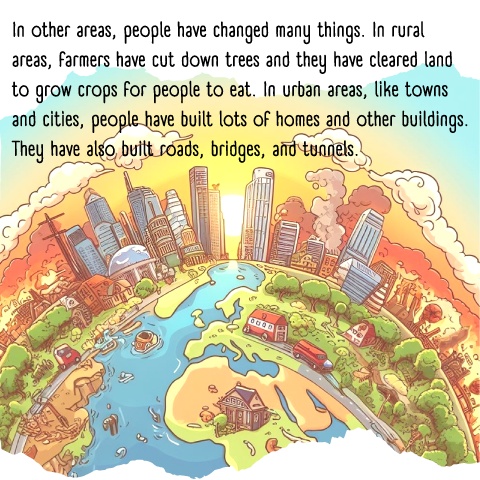 In other areas, people have changed many things. In rural
areas, farmers have cut down trees and they have cleared land
to grow crops for people to eat. In urban areas, like towns
and cities, people have built lots of homes and other buildings.
They have also built roads, bridges, and tunnels.